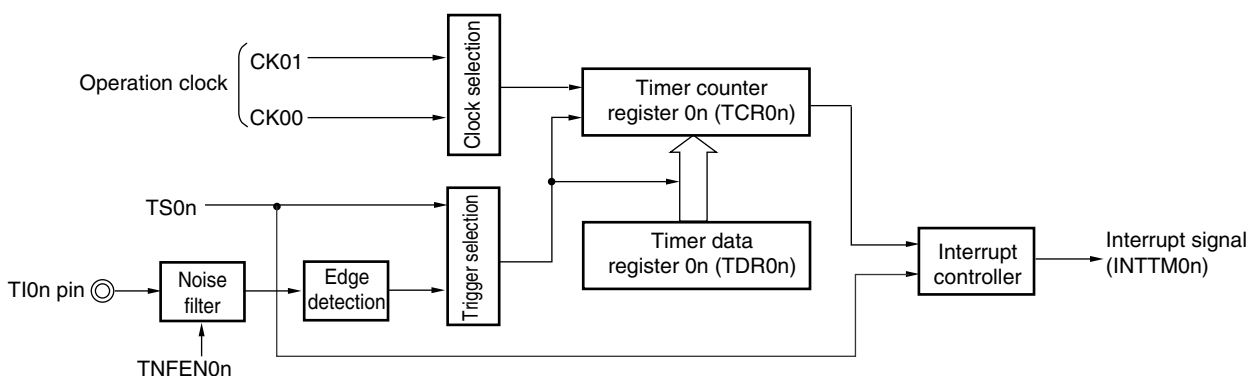 Operation clock
CK01
CK00
Clock selection
Timer counter
register 0n (TCR0n)
TS0n
Trigger selection
Timer data
register 0n (TDR0n)
Interrupt
controller
Interrupt signal
(INTTM0n)
TI0n pin
Noise
filter
Edge
detection
TNFEN0n